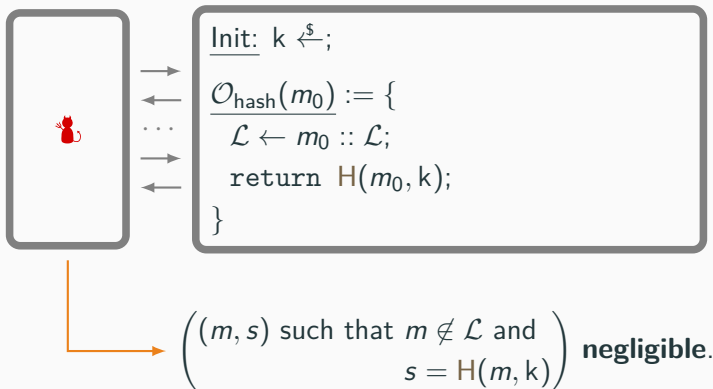 Init: k ←$;
𝒪hash(m₀) := {
ℒ ← m₀ :: ℒ;
return H(m₀, k);
}
···
((m, s) such that m ∉ ℒ and
s = H(m, k)) negligible.